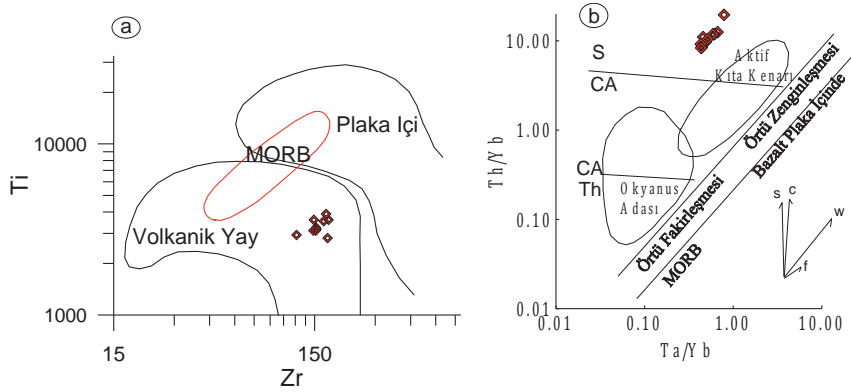 a
Ti
10000
1000
15
150
Zr
Plaka Içi
MORB
Volkanik Yay
b
Th/Yb
10.00
1.00
0.10
0.01
0.01
0.10
1.00
10.00
Ta/Yb
S
CA
CA
Th
Aktif
Kıta Kenarı
Okyanus
Adası
Örtü Zenginleşmesi
Bazalt Plaka Içinde
Örtü Fakirleşmesi
MORB
s
c
w
f